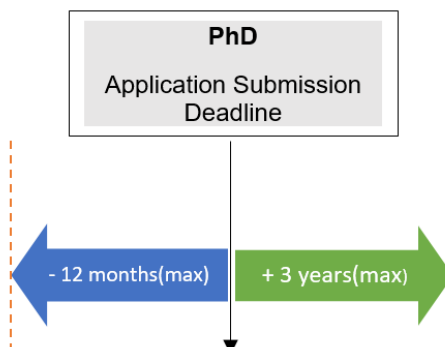 PhD
Application Submission
Deadline
- 12 months(max)
+ 3 years(max)